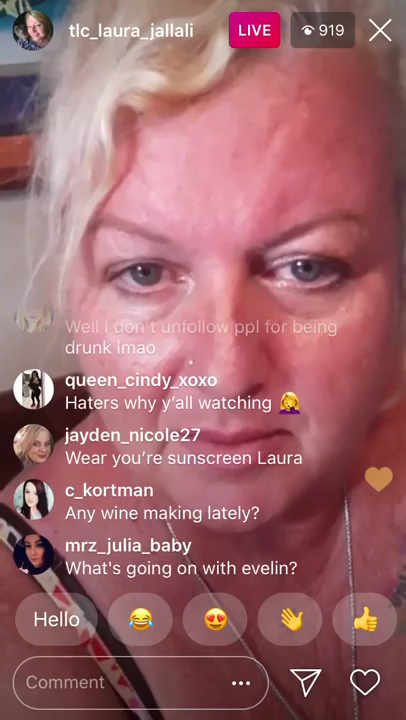 tlc_laura_jallali
LIVE
919
Well I don't unfollow ppl for being
drunk lmao
queen_cindy_xoxo
Haters why y'all watching 🤦‍♀️
jayden_nicole27
Wear you're sunscreen Laura
c_kortman
Any wine making lately?
mrz_julia_baby
What's going on with evelin?
Hello 😂 😍 👋 👍
Comment